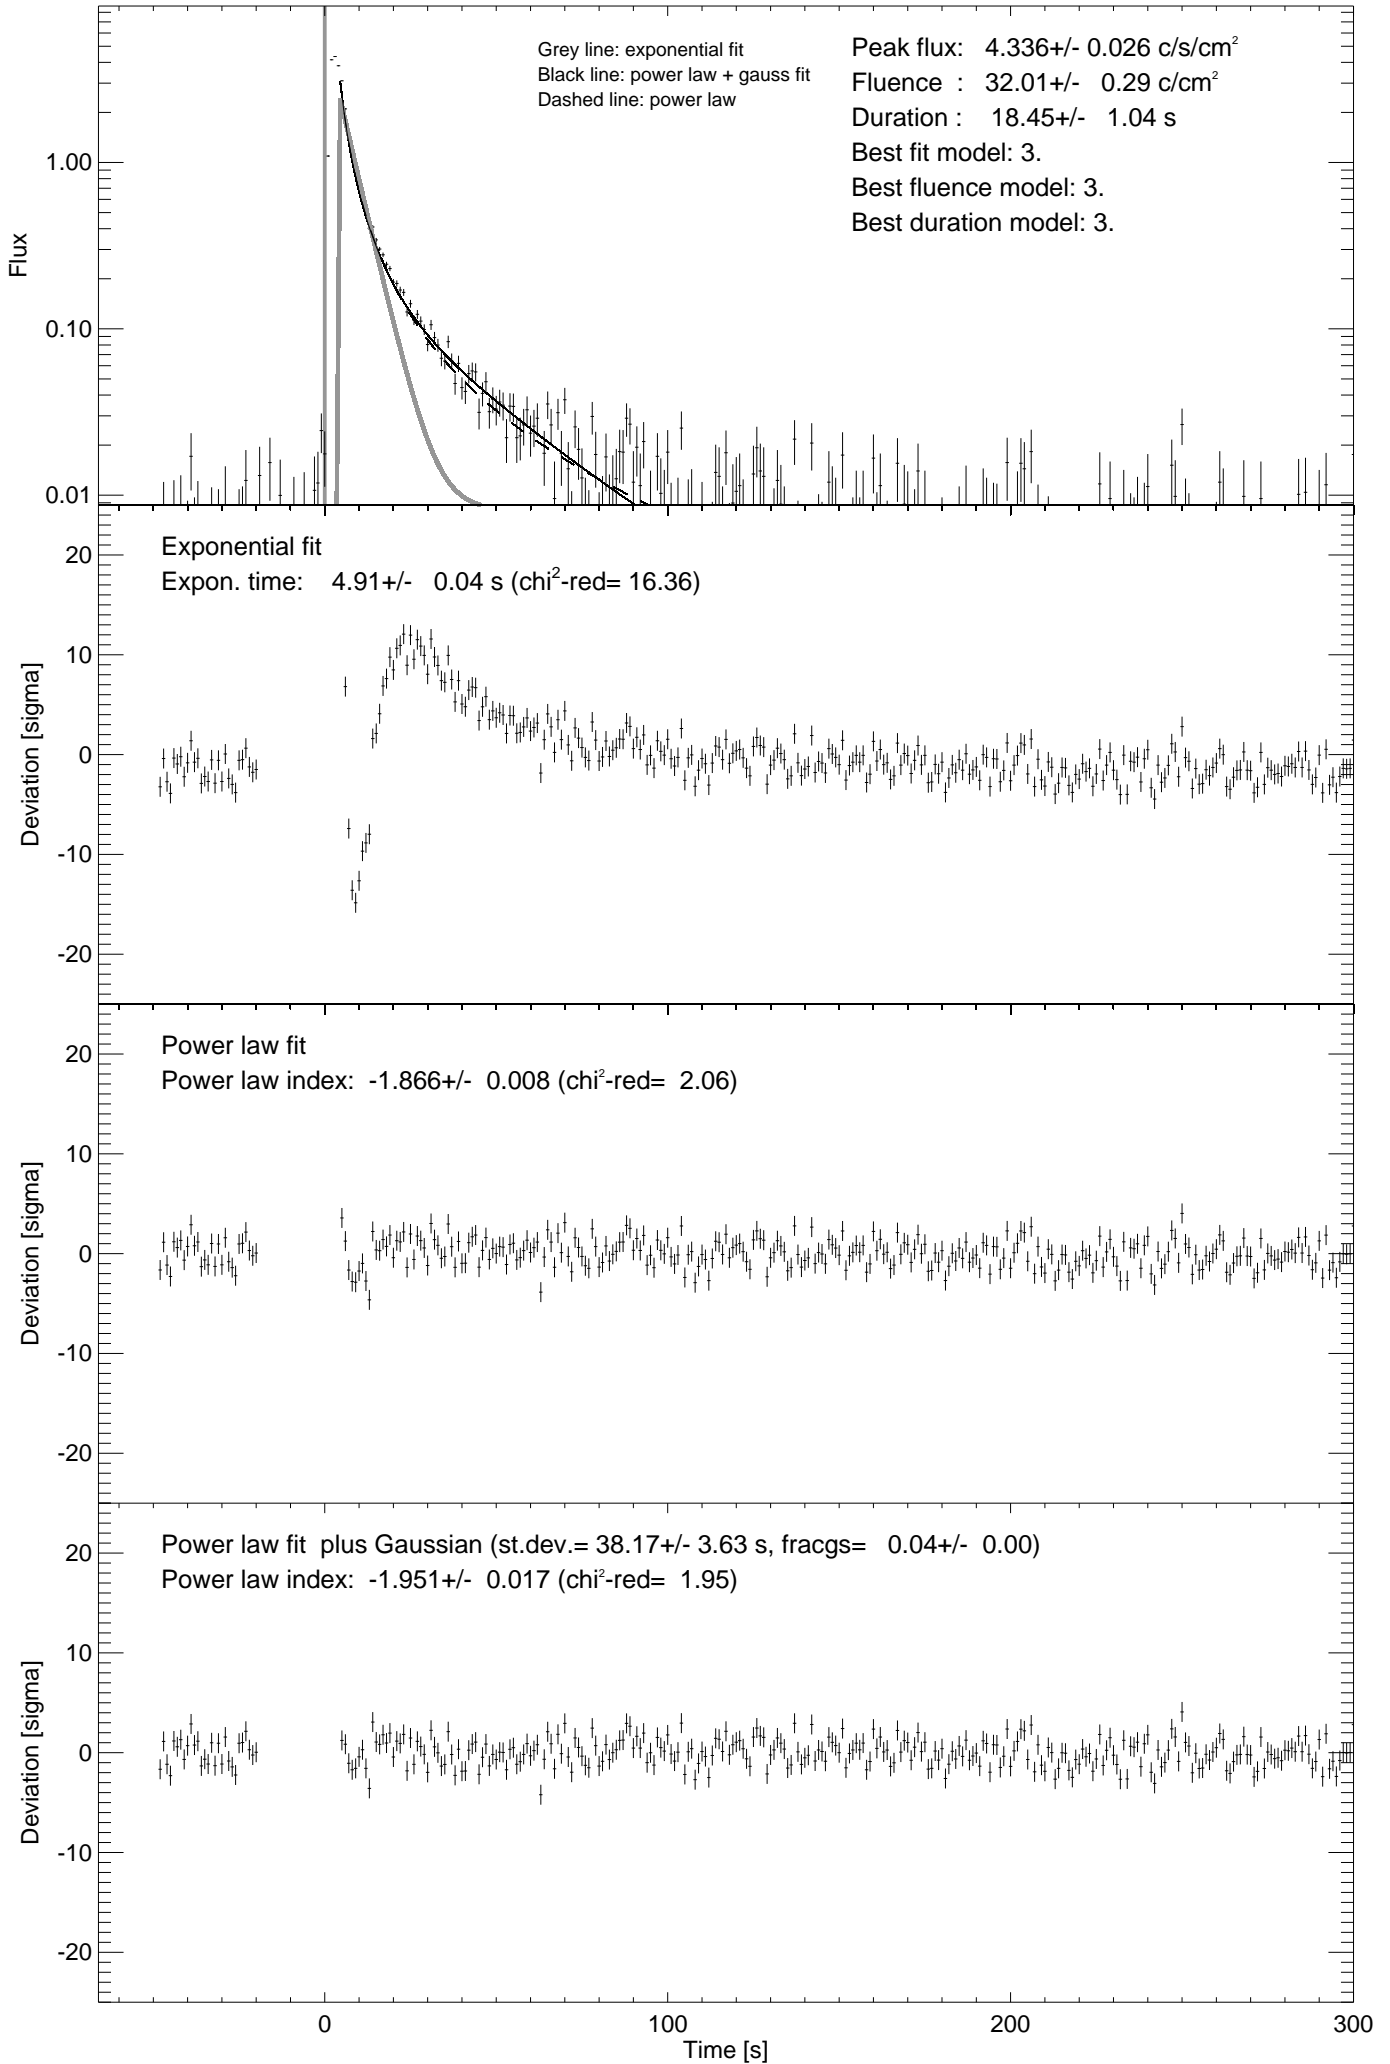 Grey line: exponential fit
Black line: power law + gauss fit
Dashed line: power law
Peak flux: 4.336+/- 0.026 c/s/cm²
Fluence : 32.01+/- 0.29 c/cm²
Duration : 18.45+/- 1.04 s
Best fit model: 3.
Best fluence model: 3.
Best duration model: 3.
1.00
0.10
0.01
Flux
Exponential fit
Expon. time: 4.91+/- 0.04 s (chi²-red= 16.36)
20
10
0
-10
-20
Deviation [sigma]
Power law fit
Power law index: -1.866+/- 0.008 (chi²-red= 2.06)
20
10
0
-10
-20
Deviation [sigma]
Power law fit plus Gaussian (st.dev.= 38.17+/- 3.63 s, fracgs= 0.04+/- 0.00)
Power law index: -1.951+/- 0.017 (chi²-red= 1.95)
20
10
0
-10
-20
Deviation [sigma]
0 100 200 300
Time [s]